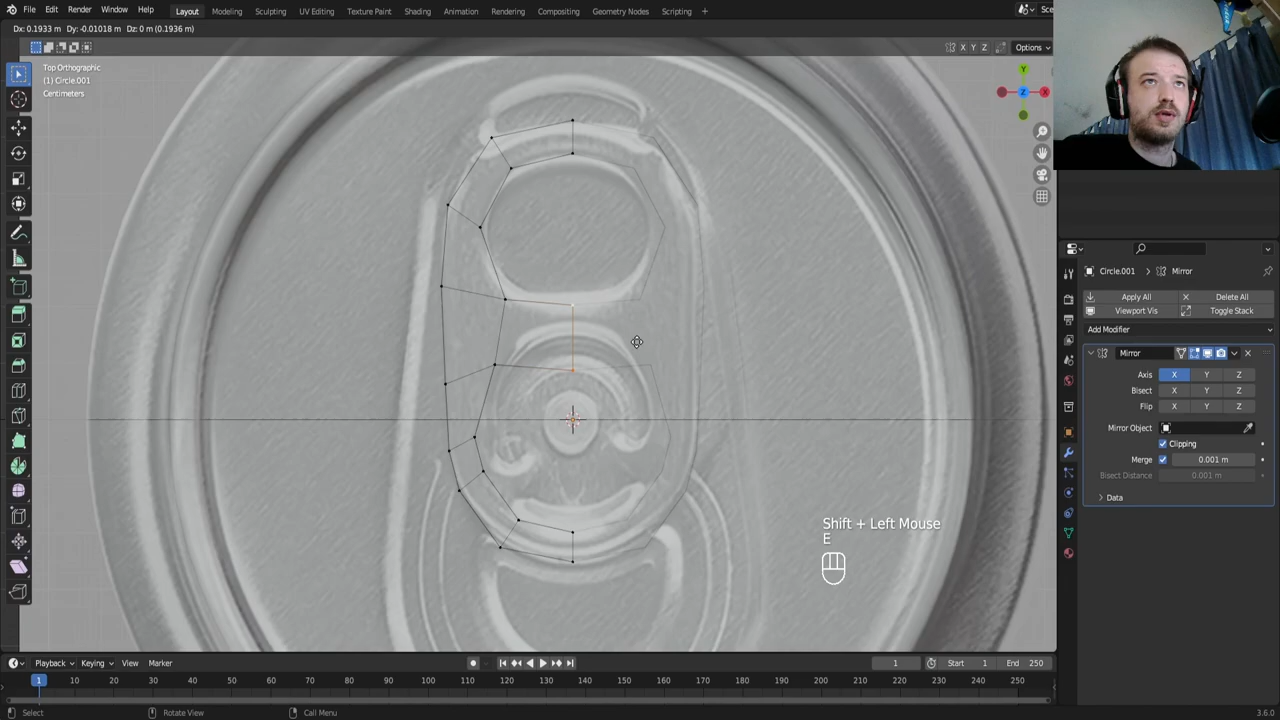 File Edit Render Window Help Layout Modeling Sculpting UV Editing Texture Paint Shading Animation Rendering Compositing Geometry Nodes Scripting + Sce
Dx: 0.1933 m Dy: -0.01018 m Dz: 0 m (0.1936 m)
X Y Z Options
Top Orthographic
(1) Circle.001
Centimeters
Y
Z X
Circle.001 Mirror
Apply All Delete All
Viewport Vis Toggle Stack
Add Modifier
Mirror
Axis X Y Z
Bisect X Y Z
Flip X Y Z
Mirror Object
Clipping
Merge 0.001 m
Bisect Distance 0.001 m
Data
Shift + Left Mouse
E
Playback Keying View Marker 1 Start 1 End 250
1 10 20 30 40 50 60 70 80 90 100 110 120 130 140 150 160 170 180 190 200 210 220 230 240 250
Select Rotate View Call Menu 3.6.0